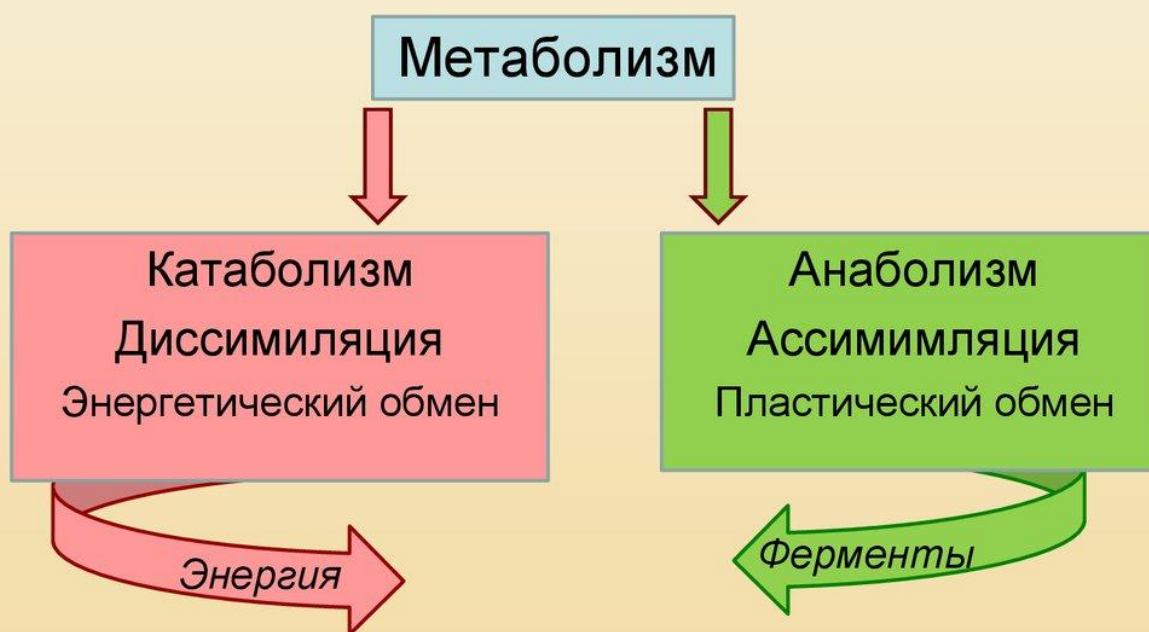 Метаболизм
Катаболизм
Диссимиляция
Энергетический обмен
Анаболизм
Ассимимляция
Пластический обмен
Энергия
Ферменты